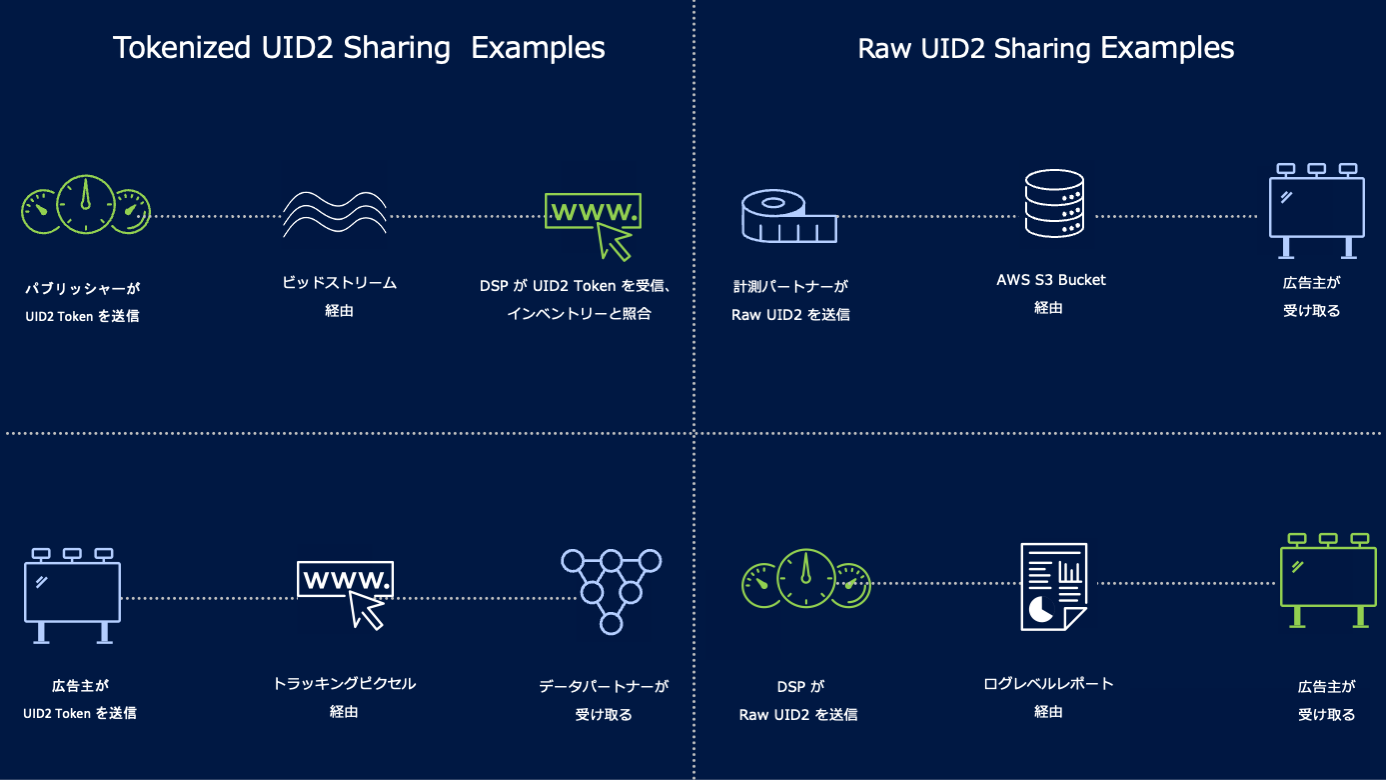 Tokenized UID2 Sharing Examples
パブリッシャーが
UID2 Token を送信
ビッドストリーム
経由
WWW.
DSP が UID2 Token を受信、
インベントリーと照合
Raw UID2 Sharing Examples
計測パートナーが
Raw UID2 を送信
AWS S3 Bucket
経由
広告主が
受け取る
広告主が
UID2 Token を送信
WWW.
トラッキングピクセル
経由
データパートナーが
受け取る
DSP が
Raw UID2 を送信
ログレベルレポート
経由
広告主が
受け取る